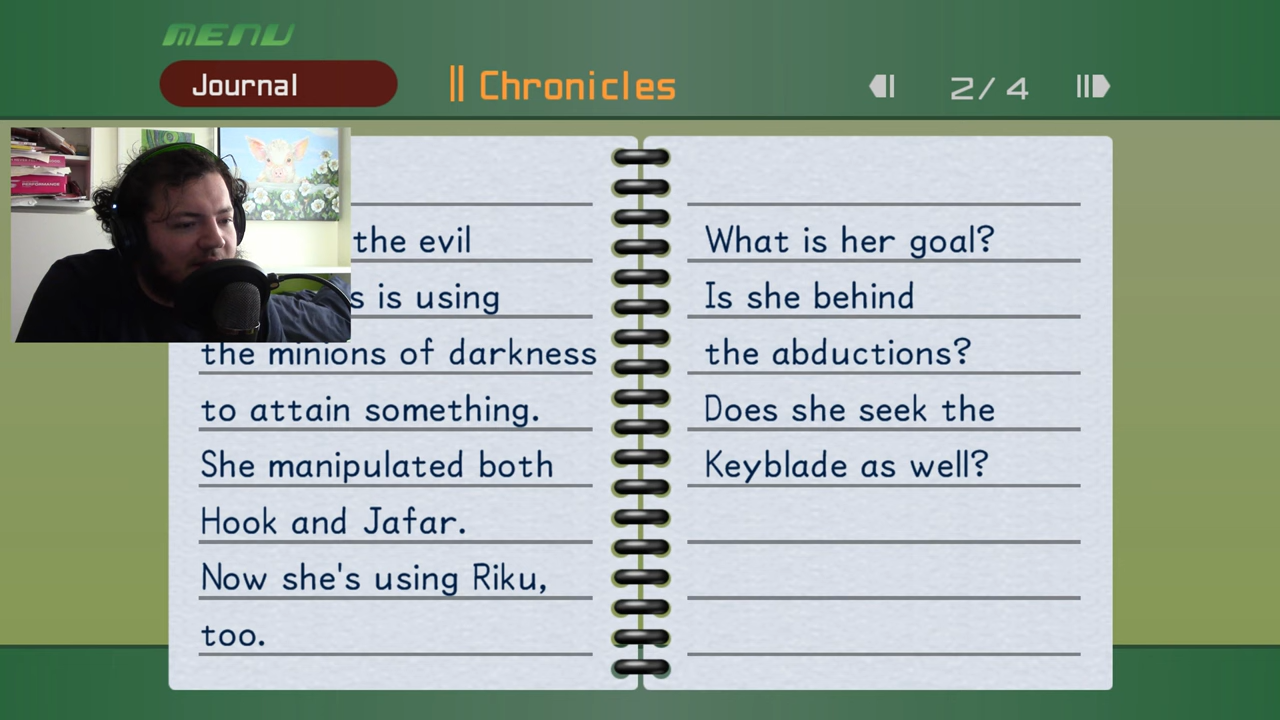 MENU
Journal
Chronicles
2/4
the evil
s is using
the minions of darkness
to attain something.
She manipulated both
Hook and Jafar.
Now she's using Riku,
too.
What is her goal?
Is she behind
the abductions?
Does she seek the
Keyblade as well?